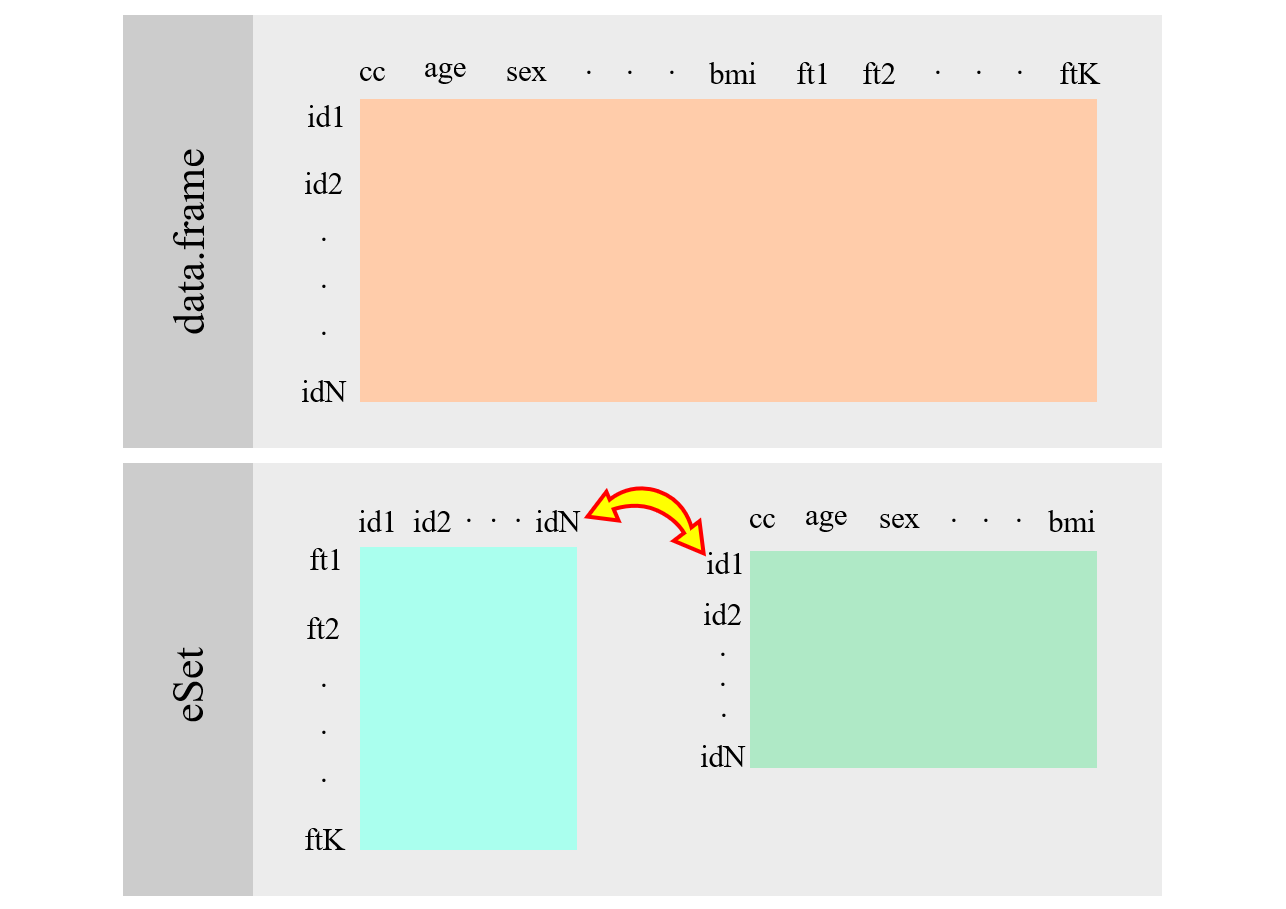 data.frame
cc age sex . . . bmi ft1 ft2 . . . ftK
id1
id2
.
.
.
idN
eSet
id1 id2 . . . idN
ft1
ft2
.
.
.
ftK
cc age sex . . . bmi
id1
id2
.
.
.
idN